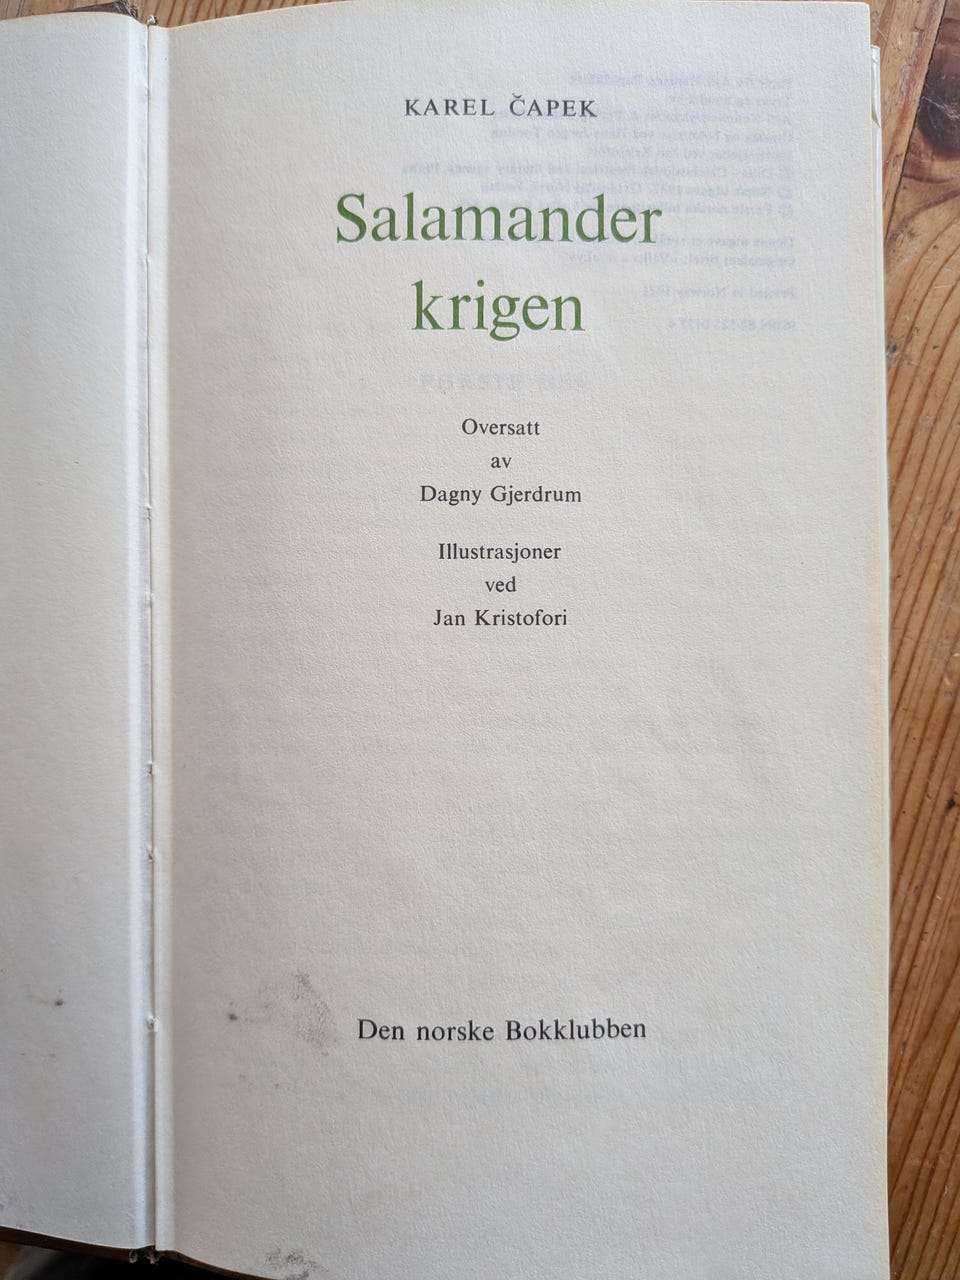 KAREL ČAPEK
Salamander
krigen
Oversatt
av
Dagny Gjerdrum
Illustrasjoner
ved
Jan Kristofori
Den norske Bokklubben